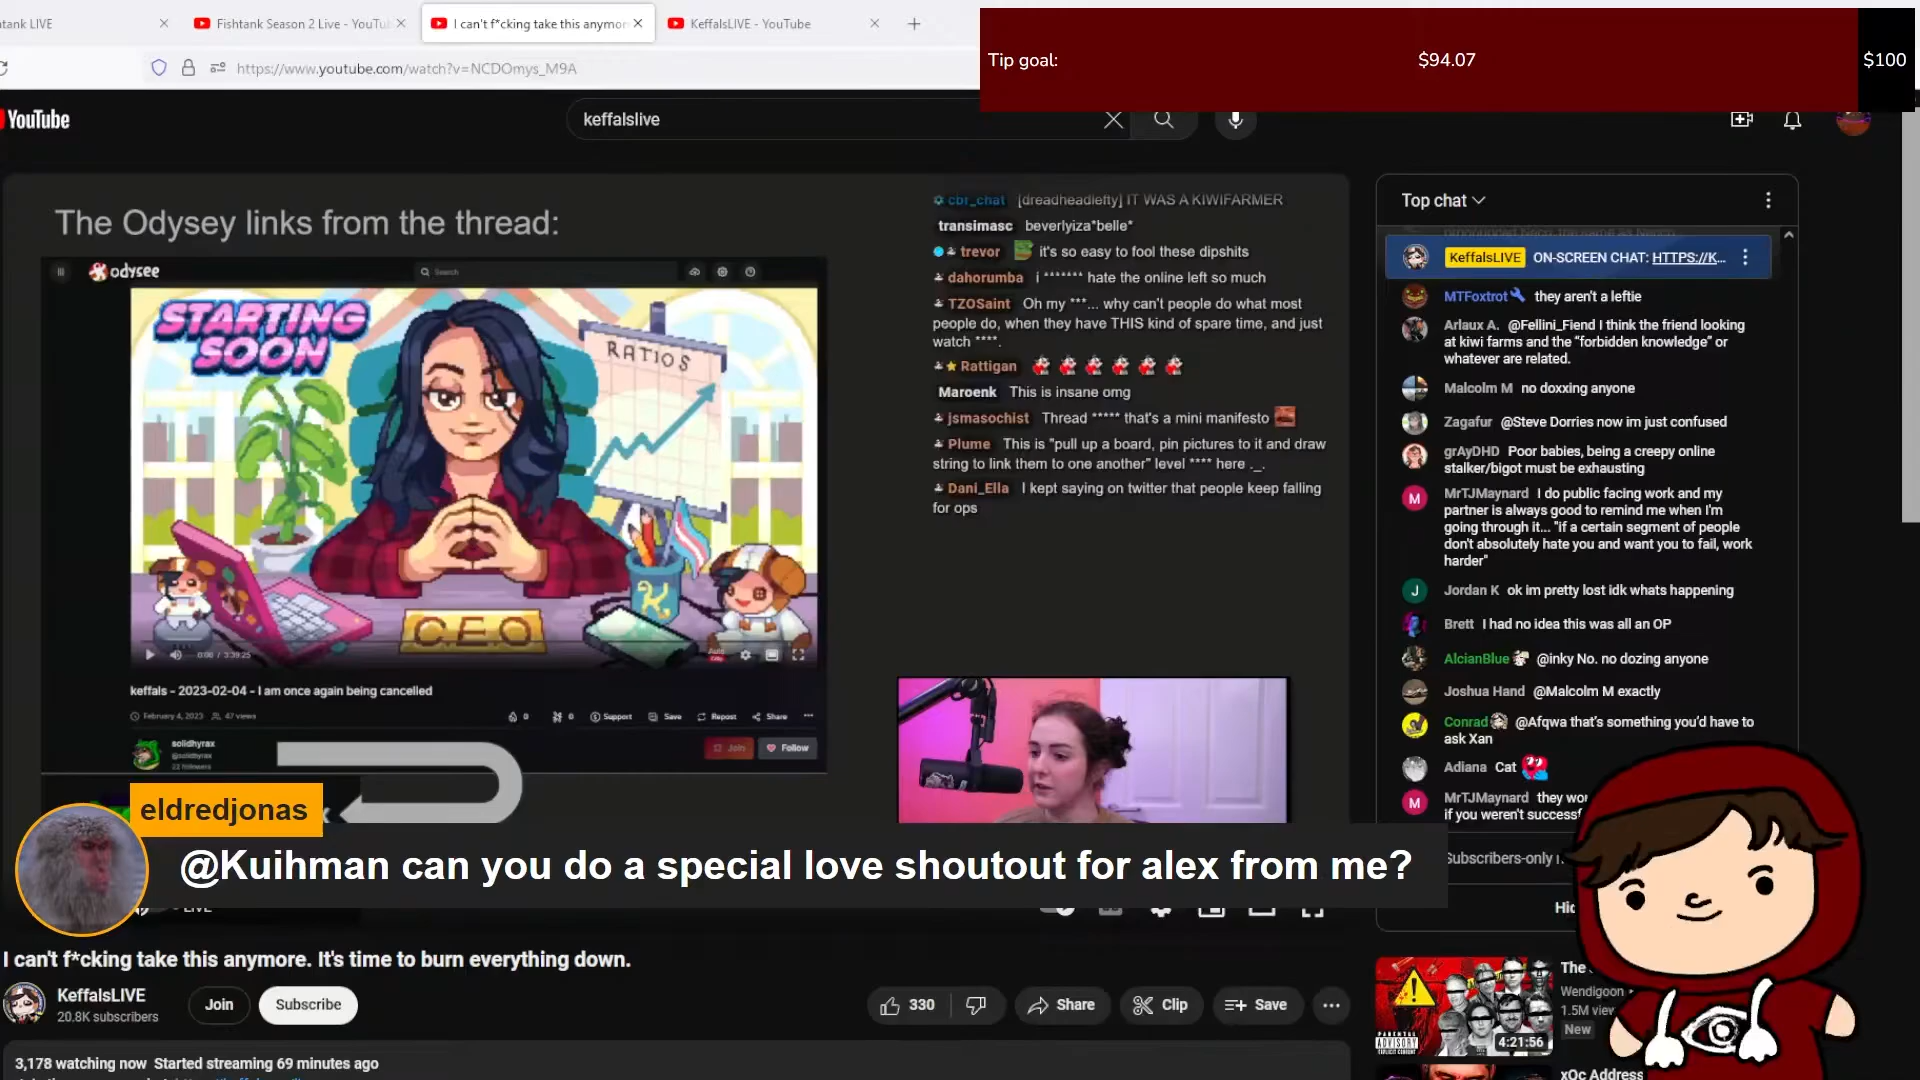 tank LIVE
Fishtank Season 2 Live - YouTu
I can't f*cking take this anymor
KeffalsLIVE - YouTube
https://www.youtube.com/watch?v=NCDOmys_M9A
Tip goal:
$94.07
$100
YouTube
keffalslive
The Odysey links from the thread:
odysee
Search
STARTING
SOON
RATIOS
C.E.O
K
0:00 / 3:39:25
keffals - 2023-02-04 - I am once again being cancelled
February 4, 2023 47 views
0
0
Support
Save
Repost
Share
solidhyrax
@solidhyrax
22 followers
Join
Follow
cbr_chat [dreadheadlefty] IT WAS A KIWIFARMER
transimasc beverlyiza*belle*
trevor it's so easy to fool these dipshits
dahorumba i ******* hate the online left so much
TZOSaint Oh my ***... why can't people do what most
people do, when they have THIS kind of spare time, and just
watch ****.
Rattigan
Maroenk This is insane omg
jsmasochist Thread ***** that's a mini manifesto
Plume This is "pull up a board, pin pictures to it and draw
string to link them to one another" level **** here ._.
Dani_Ella I kept saying on twitter that people keep falling
for ops
Top chat
KeffalsLIVE ON-SCREEN CHAT: HTTPS://K...
MTFoxtrot they aren't a leftie
Arlaux A. @Fellini_Fiend I think the friend looking
at kiwi farms and the “forbidden knowledge” or
whatever are related.
Malcolm M no doxxing anyone
Zagafur @Steve Dorries now im just confused
grAyDHD Poor babies, being a creepy online
stalker/bigot must be exhausting
M
MrTJMaynard I do public facing work and my
partner is always good to remind me when I'm
going through it... "if a certain segment of people
don't absolutely hate you and want you to fail, work
harder"
J
Jordan K ok im pretty lost idk whats happening
Brett I had no idea this was all an OP
AlcianBlue @inky No. no dozing anyone
Joshua Hand @Malcolm M exactly
Conrad @Afqwa that's something you'd have to
ask Xan
Adiana Cat
M
MrTJMaynard they wor
if you weren't successf
Subscribers-only
Hid
eldredjonas
@Kuihman can you do a special love shoutout for alex from me?
LIVE
I can't f*cking take this anymore. It's time to burn everything down.
KeffalsLIVE
20.8K subscribers
Join
Subscribe
330
Share
Clip
Save
3,178 watching now Started streaming 69 minutes ago
PARENTAL
ADVISORY
EXPLICIT CONTENT
4:21:56
The
Wendigoon
1.5M view
New
xQc Address